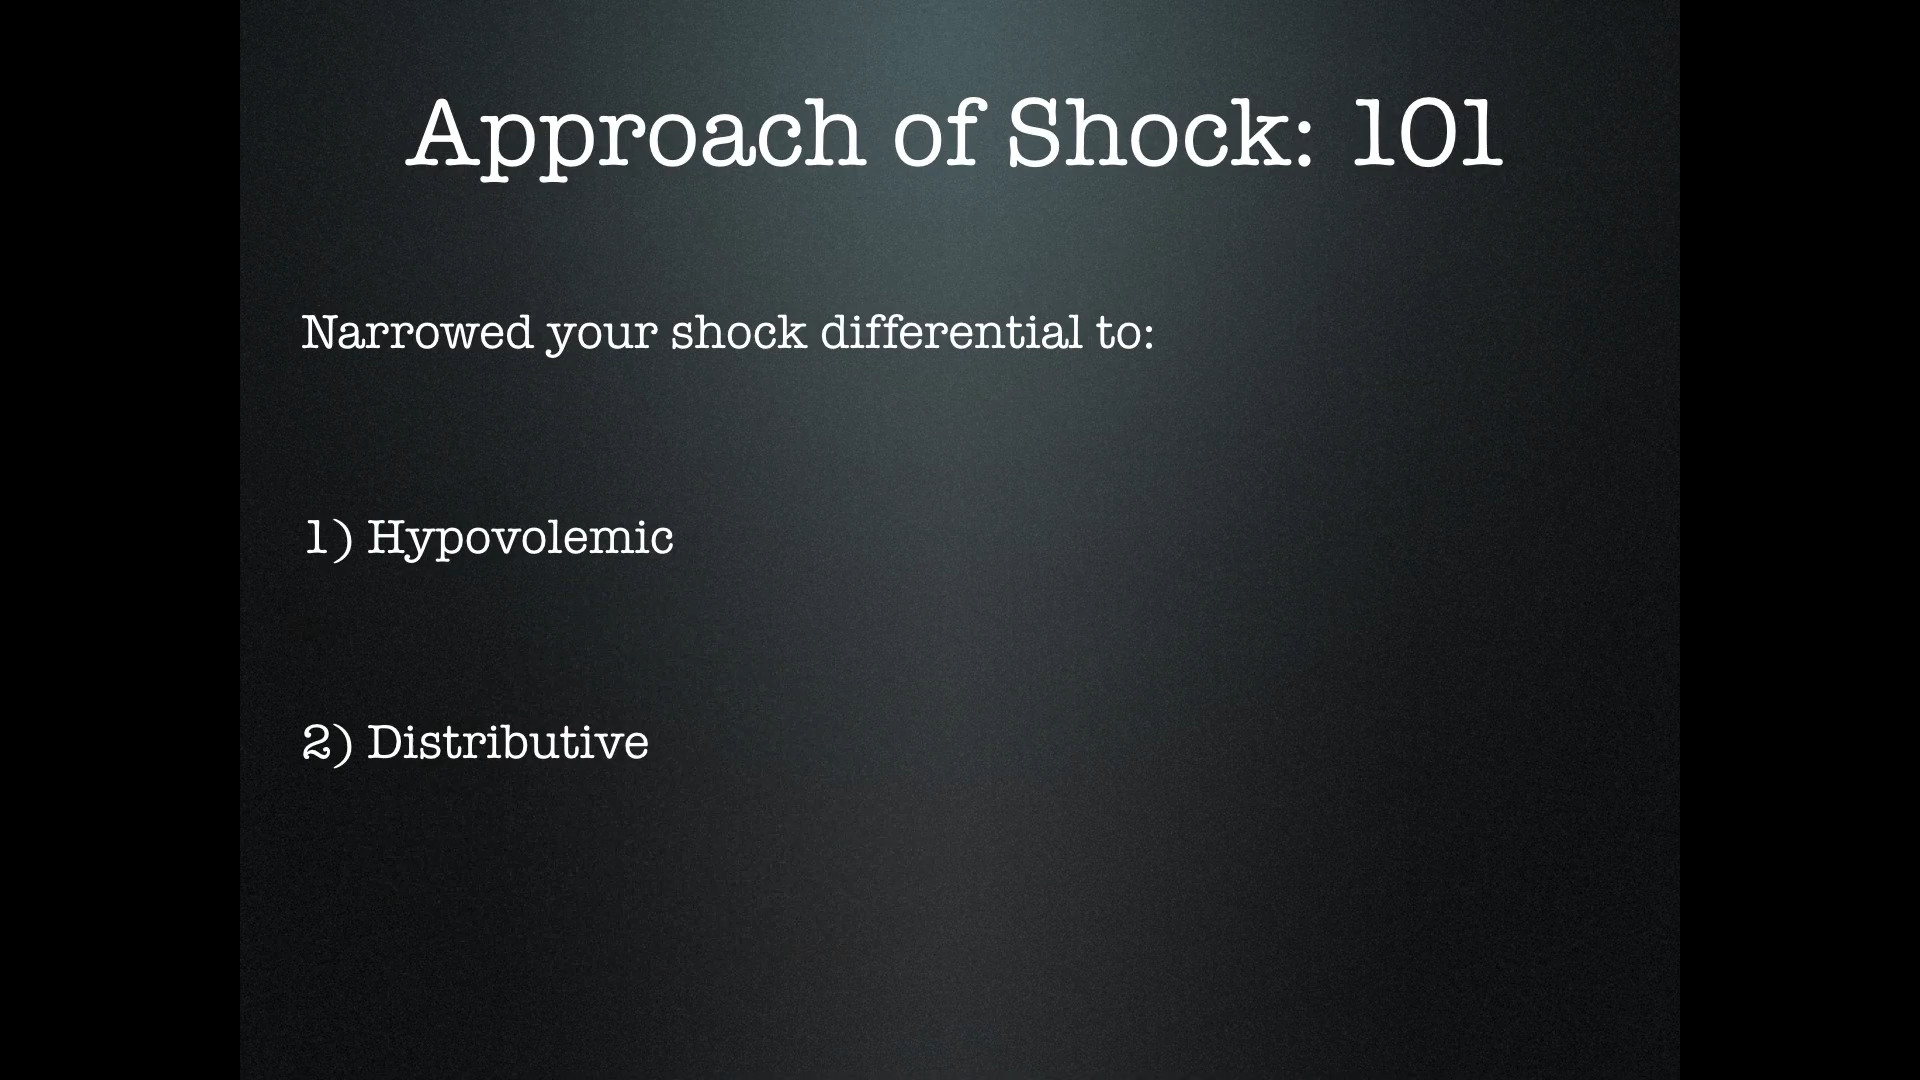 Approach of Shock: 101
Narrowed your shock differential to:
1) Hypovolemic
2) Distributive